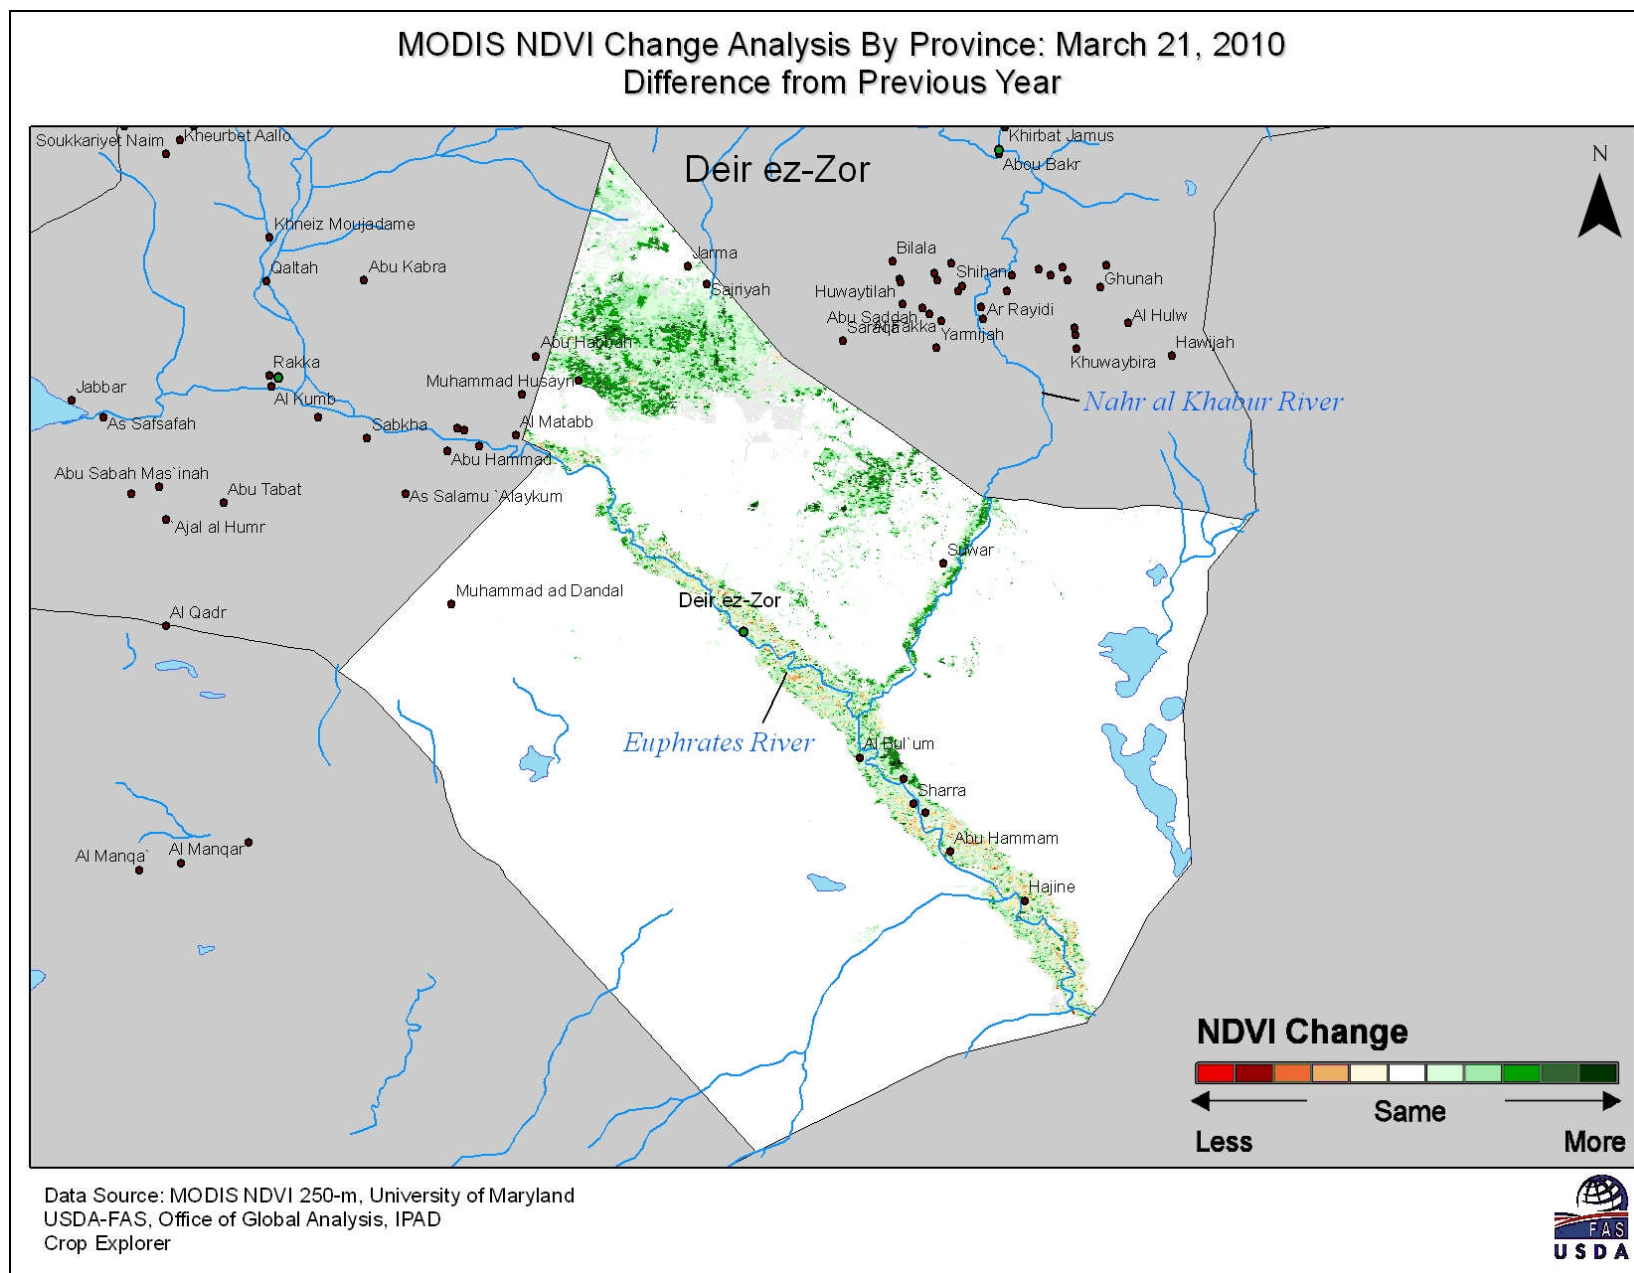 MODIS NDVI Change Analysis By Province: March 21, 2010
Difference from Previous Year
Soukkariyet Naim
Kheurbet Aallo
Deir ez-Zor
Khirbat Jamus
Abou Bakr
N
Khneiz Moujadame
Qaltah
Abu Kabra
Jarma
Sajriyah
Bilala
Shihan
Ghunah
Huwaytilah
Abu Saddah
Ar Rayidi
Al Hulw
Saraqa
Yarmijah
Khuwaybira
Hawijah
Abu Habbah
Rakka
Muhammad Husayn
Jabbar
Al Kumb
Nahr al Khabur River
As Safsafah
Sabkha
Al Matabb
Abu Hammad
Abu Sabah Mas`inah
Abu Tabat
As Salamu `Alaykum
`Ajal al Humr
Suwar
Muhammad ad Dandal
Deir ez-Zor
Al Qadr
Euphrates River
Al Bul`um
Sharra
Abu Hammam
Al Manqa`
Al Manqar
Hajine
NDVI Change
Same
Less
More
Data Source: MODIS NDVI 250-m, University of Maryland
USDA-FAS, Office of Global Analysis, IPAD
Crop Explorer
FAS
USDA